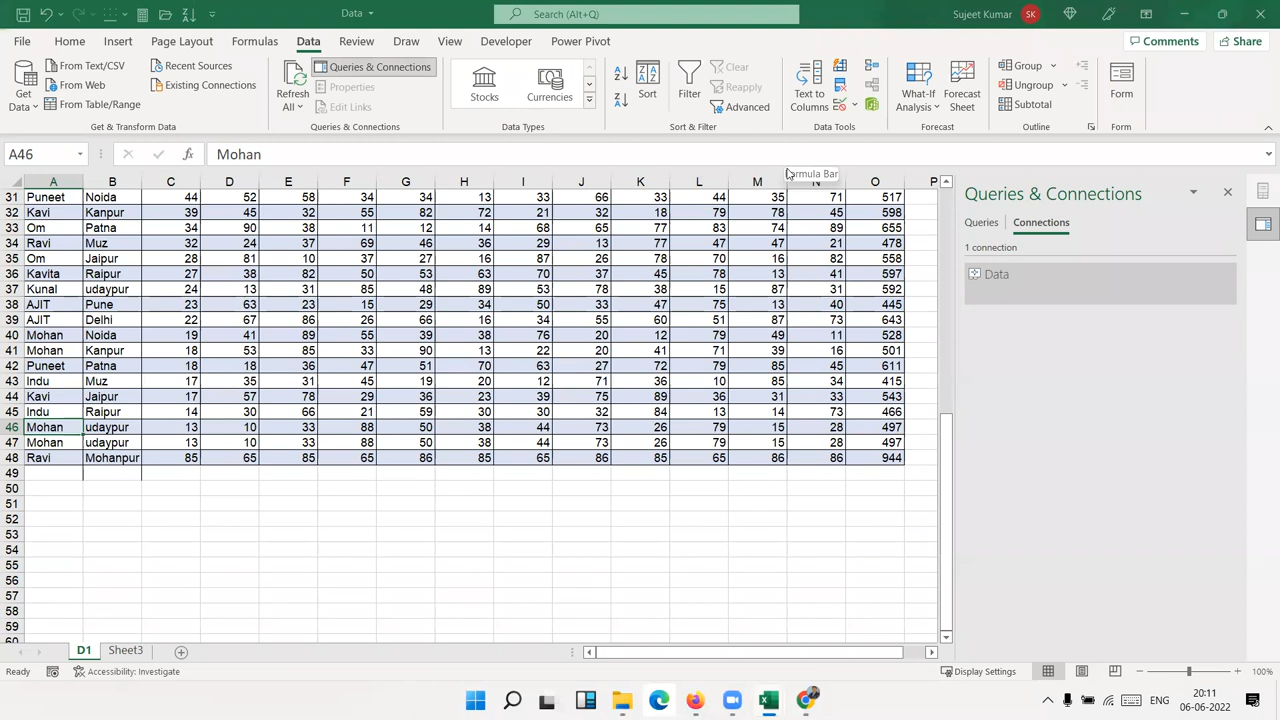 Data
Search (Alt+Q)
Sujeet Kumar SK
File Home Insert Page Layout Formulas Data Review Draw View Developer Power Pivot Comments Share
Get Data
From Text/CSV
From Web
From Table/Range
Recent Sources
Existing Connections
Get & Transform Data
Refresh All
Queries & Connections
Properties
Edit Links
Queries & Connections
Stocks Currencies
Data Types
Sort Filter
Clear
Reapply
Advanced
Sort & Filter
Text to Columns
Data Tools
What-If Analysis
Forecast Sheet
Forecast
Group
Ungroup
Subtotal
Outline
Form
Form
A46 fx Mohan
A B C D E F G H I J K L M N O P
31 Puneet Noida 44 52 58 34 34 13 33 66 33 44 35 71 517
32 Kavi Kanpur 39 45 32 55 82 72 21 32 18 79 78 45 598
33 Om Patna 34 90 38 11 12 14 68 65 77 83 74 89 655
34 Ravi Muz 32 24 37 69 46 36 29 13 77 47 47 21 478
35 Om Jaipur 28 81 10 37 27 16 87 26 78 70 16 82 558
36 Kavita Raipur 27 38 82 50 53 63 70 37 45 78 13 41 597
37 Kunal udaypur 24 13 31 85 48 89 53 78 38 15 87 31 592
38 AJIT Pune 23 63 23 15 29 34 50 33 47 75 13 40 445
39 AJIT Delhi 22 67 86 26 66 16 34 55 60 51 87 73 643
40 Mohan Noida 19 41 89 55 39 38 76 20 12 79 49 11 528
41 Mohan Kanpur 18 53 85 33 90 13 22 20 41 71 39 16 501
42 Puneet Patna 18 18 36 47 51 70 63 27 72 79 85 45 611
43 Indu Muz 17 35 31 45 19 20 12 71 36 10 85 34 415
44 Kavi Jaipur 17 57 78 29 36 23 39 75 89 36 31 33 543
45 Indu Raipur 14 30 66 21 59 30 30 32 84 13 14 73 466
46 Mohan udaypur 13 10 33 88 50 38 44 73 26 79 15 28 497
47 Mohan udaypur 13 10 33 88 50 38 44 73 26 79 15 28 497
48 Ravi Mohanpur 85 65 85 65 86 85 65 86 85 65 86 86 944
49
50
51
52
53
54
55
56
57
58
59
60
Queries & Connections
Queries Connections
1 connection
Data
D1 Sheet3
Ready Accessibility: Investigate Display Settings 100%
ENG 20:11
06-06-2022